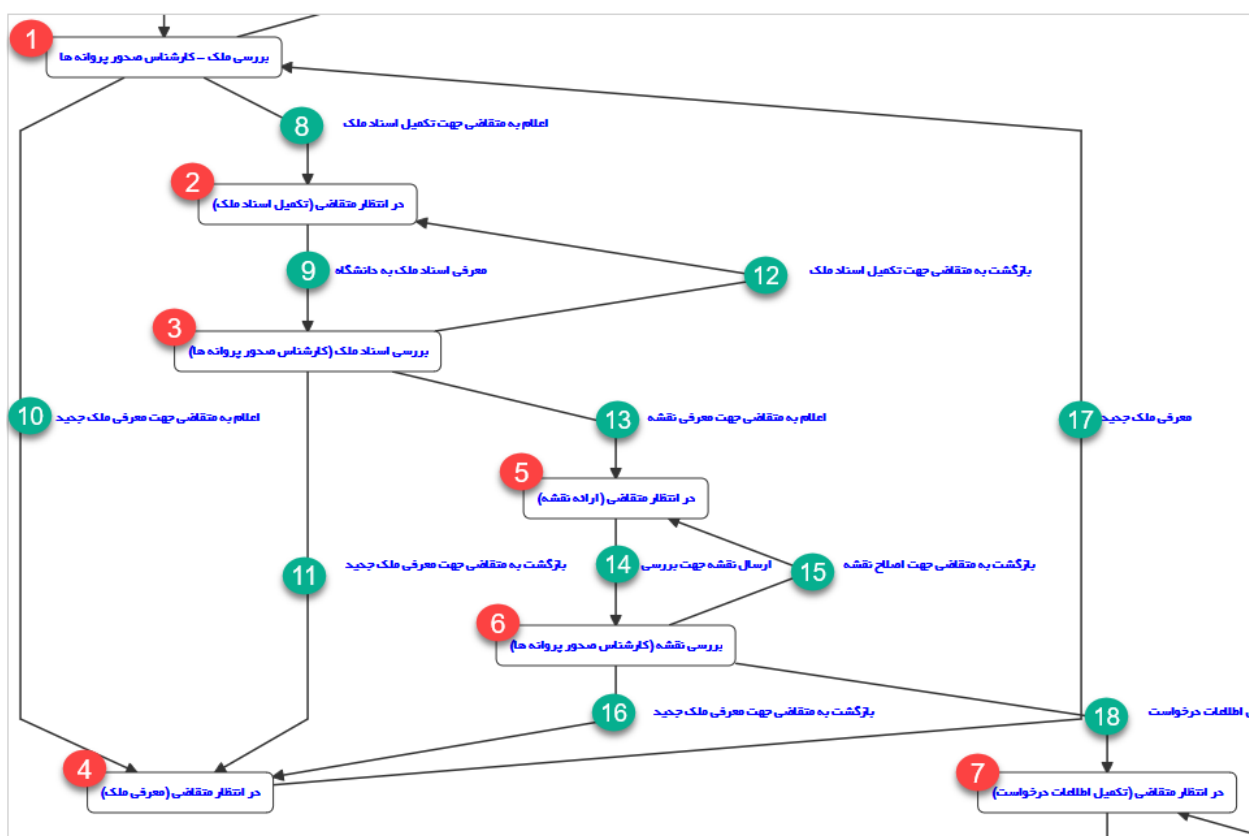 1
بررسی ملک – کارشناس صدور پروانه ها
8
اعلام به متقاضی جهت تکمیل اسناد ملک
2
در انتظار متقاضی (تکمیل اسناد ملک)
9
معرفی اسناد ملک به دانشگاه
12
بازگشت به متقاضی جهت تکمیل اسناد ملک
3
بررسی اسناد ملک (کارشناس صدور پروانه ها)
10
اعلام به متقاضی جهت معرفی ملک جدید
13
اعلام به متقاضی جهت معرفی نقشه
17
معرفی ملک جدید
5
در انتظار متقاضی (ارائه نقشه)
11
بازگشت به متقاضی جهت معرفی ملک جدید
14
ارسال نقشه جهت بررسی
15
بازگشت به متقاضی جهت اصلاح نقشه
6
بررسی نقشه (کارشناس صدور پروانه ها)
16
بازگشت به متقاضی جهت معرفی ملک جدید
18
اطلاعات درخواست
4
در انتظار متقاضی (معرفی ملک)
7
در انتظار متقاضی (تکمیل اطلاعات درخواست)